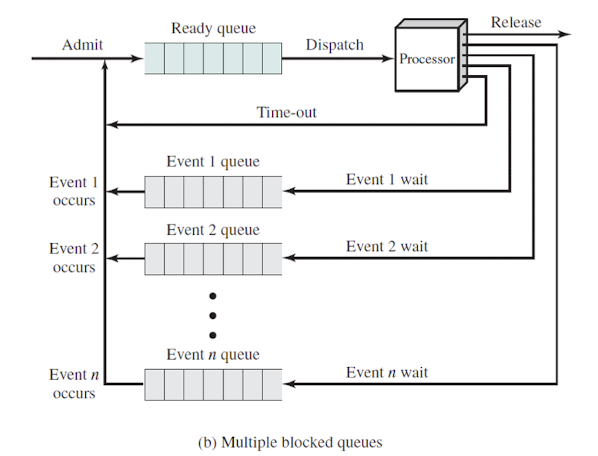 Release
Ready queue
Admit
Dispatch
Processor
Time-out
Event 1 queue
Event 1
occurs
Event 1 wait
Event 2 queue
Event 2
occurs
Event 2 wait
Event n queue
Event n
occurs
Event n wait
(b) Multiple blocked queues